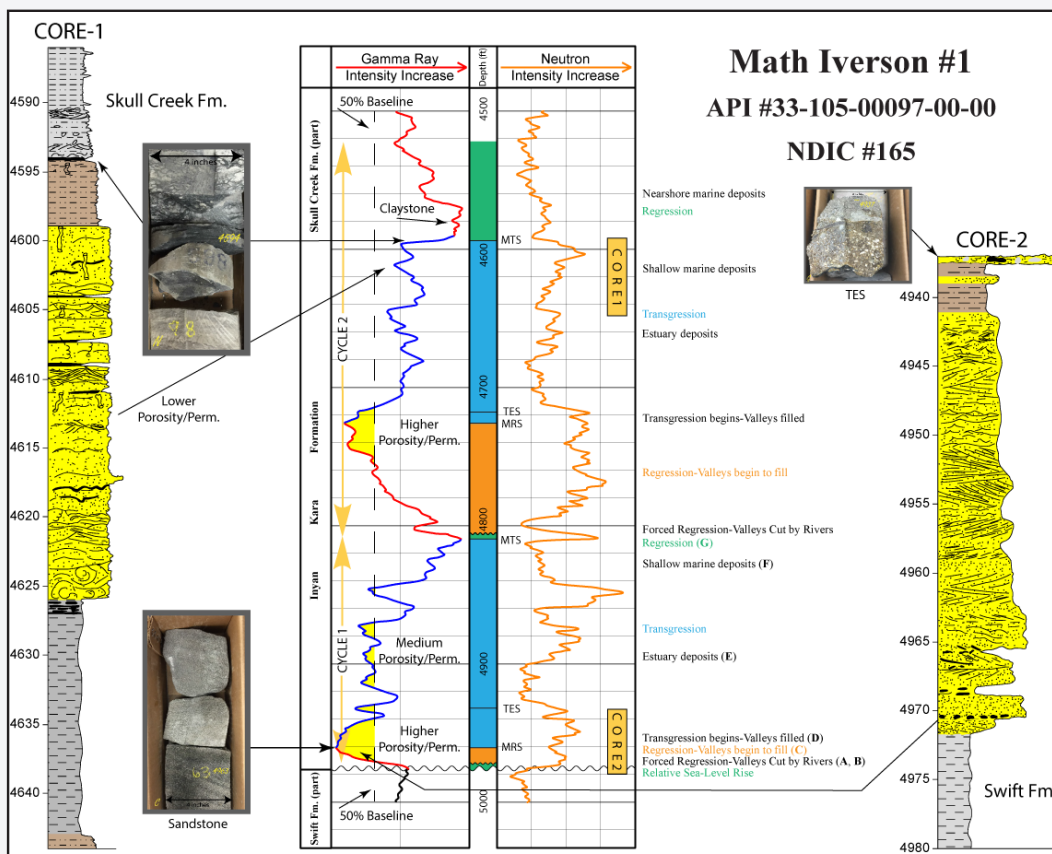 CORE-1
4590
4595
4600
4605
4610
4615
4620
4625
4630
4635
4640
Skull Creek Fm.
4 inches
4594
Lower
Porosity/Perm.
Sandstone
Gamma Ray
Intensity Increase
Depth (ft)
Neutron
Intensity Increase
Skull Creek Fm. (part)
Formation
Kara
Inyan
Swift Fm. (part)
50% Baseline
Claystone
CYCLE 2
Higher
Porosity/Perm.
CYCLE 1
Medium
Porosity/Perm.
Higher
Porosity/Perm.
50% Baseline
4500
4600
4700
4800
4900
5000
MTS
TES
MRS
MTS
TES
MRS
CORE1
CORE2
Math Iverson #1
API #33-105-00097-00-00
NDIC #165
Nearshore marine deposits
Regression
Shallow marine deposits
Transgression
Estuary deposits
Transgression begins-Valleys filled
Regression-Valleys begin to fill
Forced Regression-Valleys Cut by Rivers
Regression (G)
Shallow marine deposits (F)
Transgression
Estuary deposits (E)
Transgression begins-Valleys filled (D)
Regression-Valleys begin to fill (C)
Forced Regression-Valleys Cut by Rivers (A, B)
Relative Sea-Level Rise
TES
CORE-2
4940
4945
4950
4955
4960
4965
4970
4975
4980
Swift Fm.